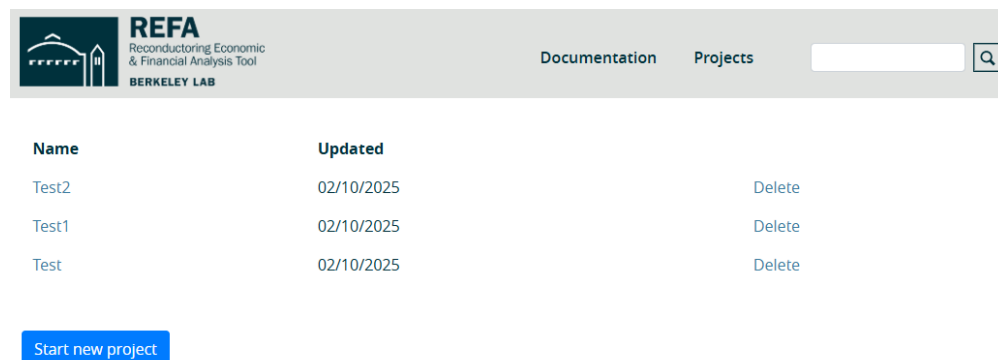 REFA
Reconductoring Economic
& Financial Analysis Tool
BERKELEY LAB
Documentation Projects
Name Updated
Test2 02/10/2025 Delete
Test1 02/10/2025 Delete
Test 02/10/2025 Delete
Start new project